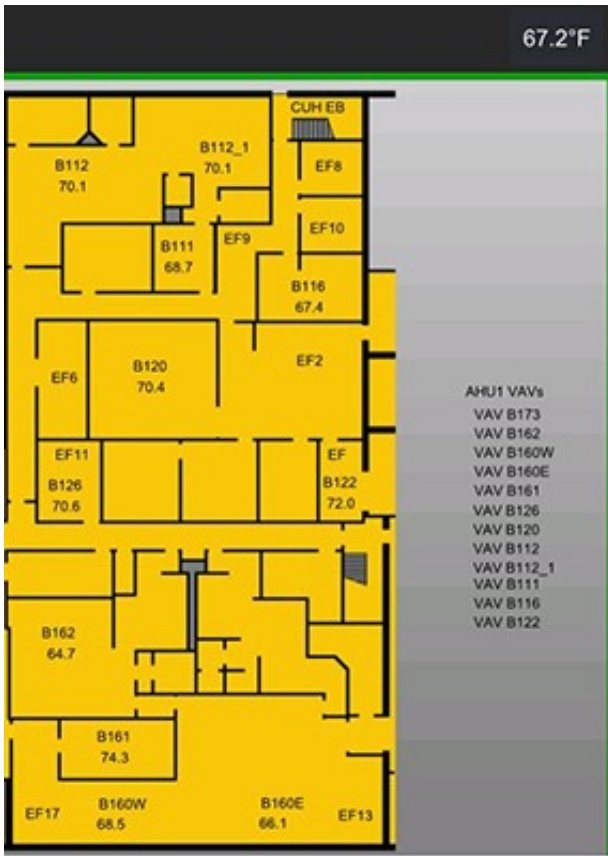 67.2°F
CUH EB
B112
70.1
B112_1
70.1
EF8
EF9
EF10
B111
68.7
B116
67.4
EF2
EF6
B120
70.4
EF11
EF
B126
70.6
B122
72.0
B162
64.7
B161
74.3
EF17
B160W
68.5
B160E
66.1
EF13
AHU1 VAVs
VAV B173
VAV B162
VAV B160W
VAV B160E
VAV B161
VAV B126
VAV B120
VAV B112
VAV B112_1
VAV B111
VAV B116
VAV B122